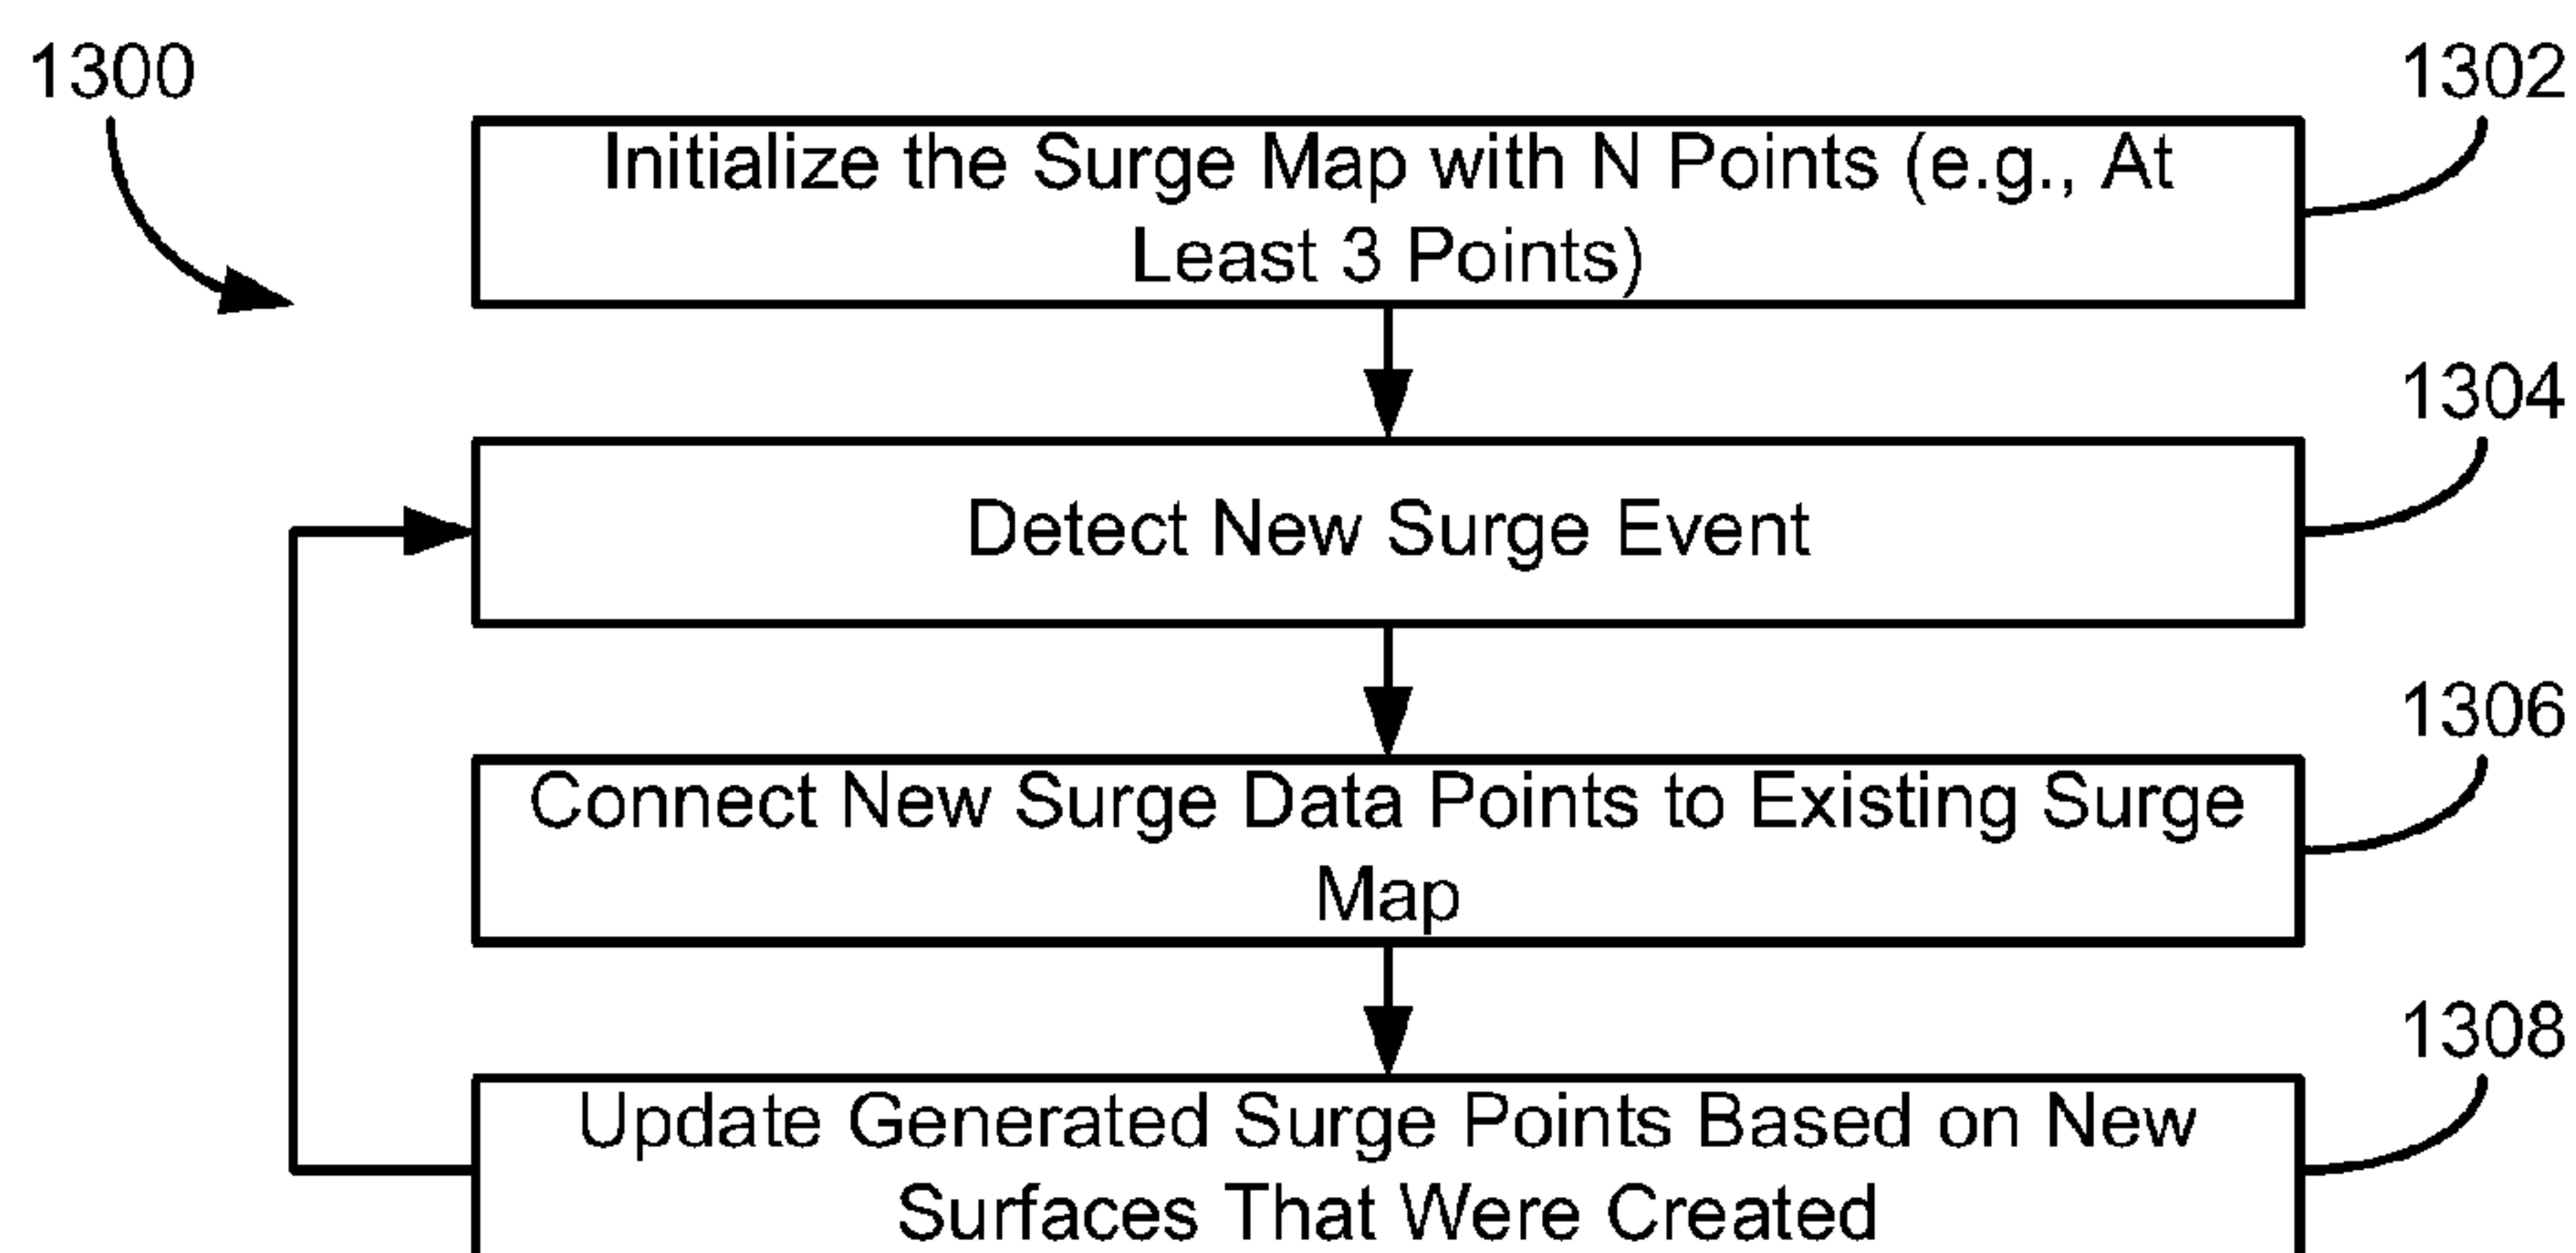 1300
1302
Initialize the Surge Map with N Points (e.g., At
Least 3 Points)
1304
Detect New Surge Event
1306
Connect New Surge Data Points to Existing Surge
Map
1308
Update Generated Surge Points Based on New
Surfaces That Were Created